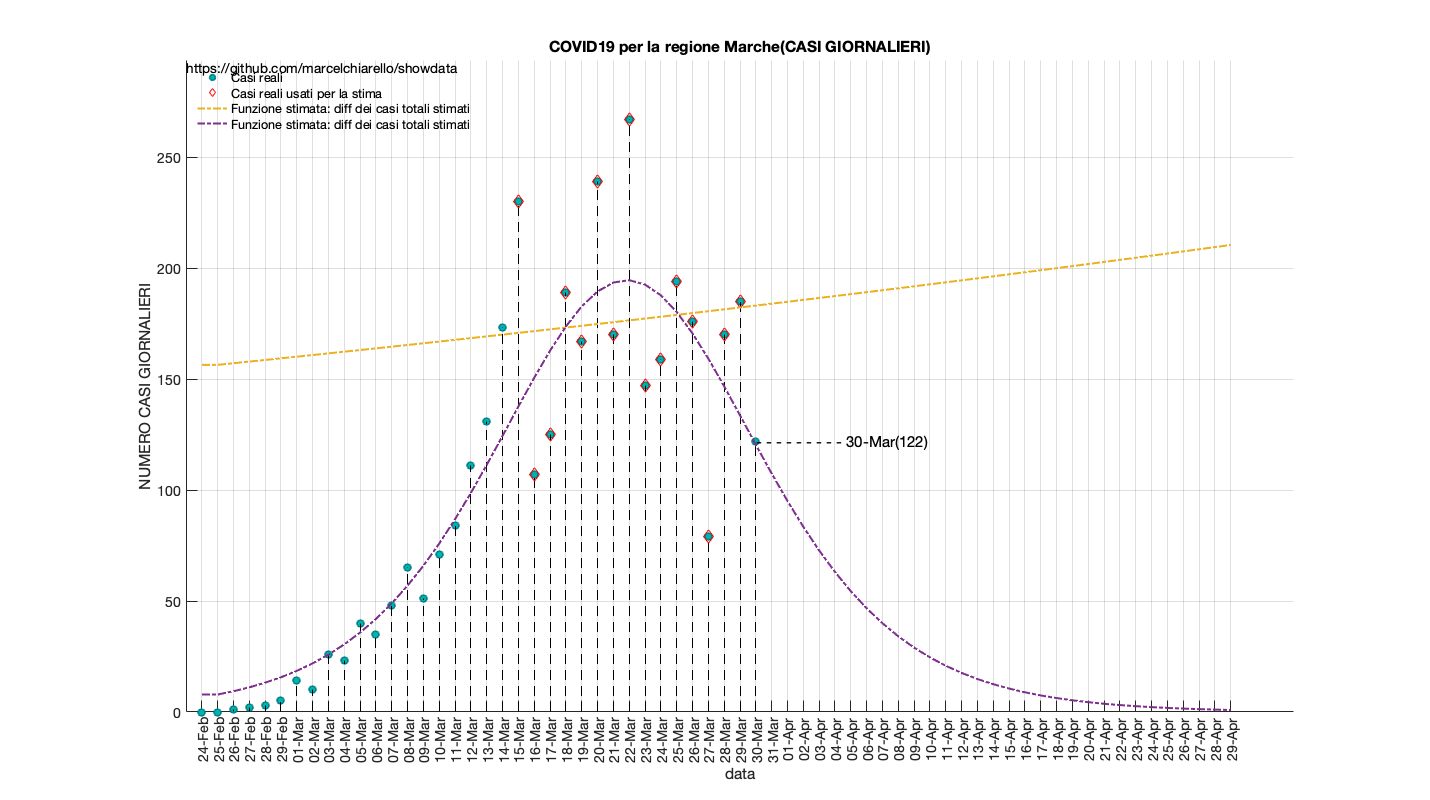 COVID19 per la regione Marche(CASI GIORNALIERI)
https://github.com/marcelchiarello/showdata
Casi reali
Casi reali usati per la stima
Funzione stimata: diff dei casi totali stimati
Funzione stimata: diff dei casi totali stimati
NUMERO CASI GIORNALIERI
250
200
150
100
50
0
30-Mar(122)
24-Feb
25-Feb
26-Feb
27-Feb
28-Feb
29-Feb
01-Mar
02-Mar
03-Mar
04-Mar
05-Mar
06-Mar
07-Mar
08-Mar
09-Mar
10-Mar
11-Mar
12-Mar
13-Mar
14-Mar
15-Mar
16-Mar
17-Mar
18-Mar
19-Mar
20-Mar
21-Mar
22-Mar
23-Mar
24-Mar
25-Mar
26-Mar
27-Mar
28-Mar
29-Mar
30-Mar
31-Mar
01-Apr
02-Apr
03-Apr
04-Apr
05-Apr
06-Apr
07-Apr
08-Apr
09-Apr
10-Apr
11-Apr
12-Apr
13-Apr
14-Apr
15-Apr
16-Apr
17-Apr
18-Apr
19-Apr
20-Apr
21-Apr
22-Apr
23-Apr
24-Apr
25-Apr
26-Apr
27-Apr
28-Apr
29-Apr
data